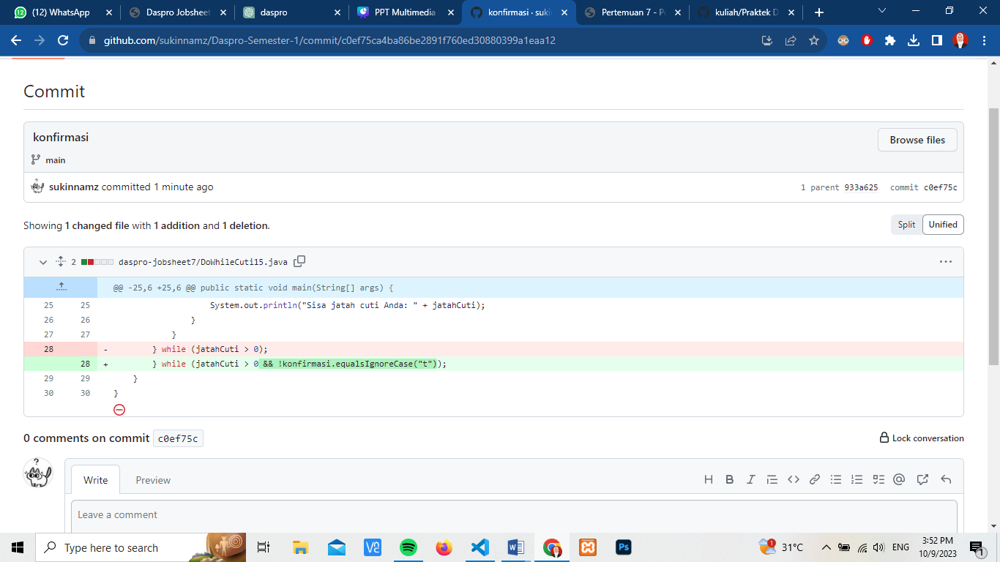 (12) WhatsApp
Daspro Jobsheet
daspro
PPT Multimedia
konfirmasi · suki
Pertemuan 7 - P
kuliah/Praktek D
github.com/sukinnamz/Daspro-Semester-1/commit/c0ef75ca4ba86be2891f760ed30880399a1eaa12
Commit
konfirmasi
Browse files
main
sukinnamz committed 1 minute ago
1 parent 933a625 commit c0ef75c
Showing 1 changed file with 1 addition and 1 deletion.
Split Unified
2 daspro-jobsheet7/DoWhileCuti15.java
@@ -25,6 +25,6 @@ public static void main(String[] args) {
25 25 System.out.println("Sisa jatah cuti Anda: " + jatahCuti);
26 26 }
27 27 }
28 - } while (jatahCuti > 0);
28 + } while (jatahCuti > 0 && !konfirmasi.equalsIgnoreCase("t"));
29 29 }
30 30 }
0 comments on commit c0ef75c
Lock conversation
Write Preview
Leave a comment
Type here to search
31°C
ENG
3:52 PM
10/9/2023
1